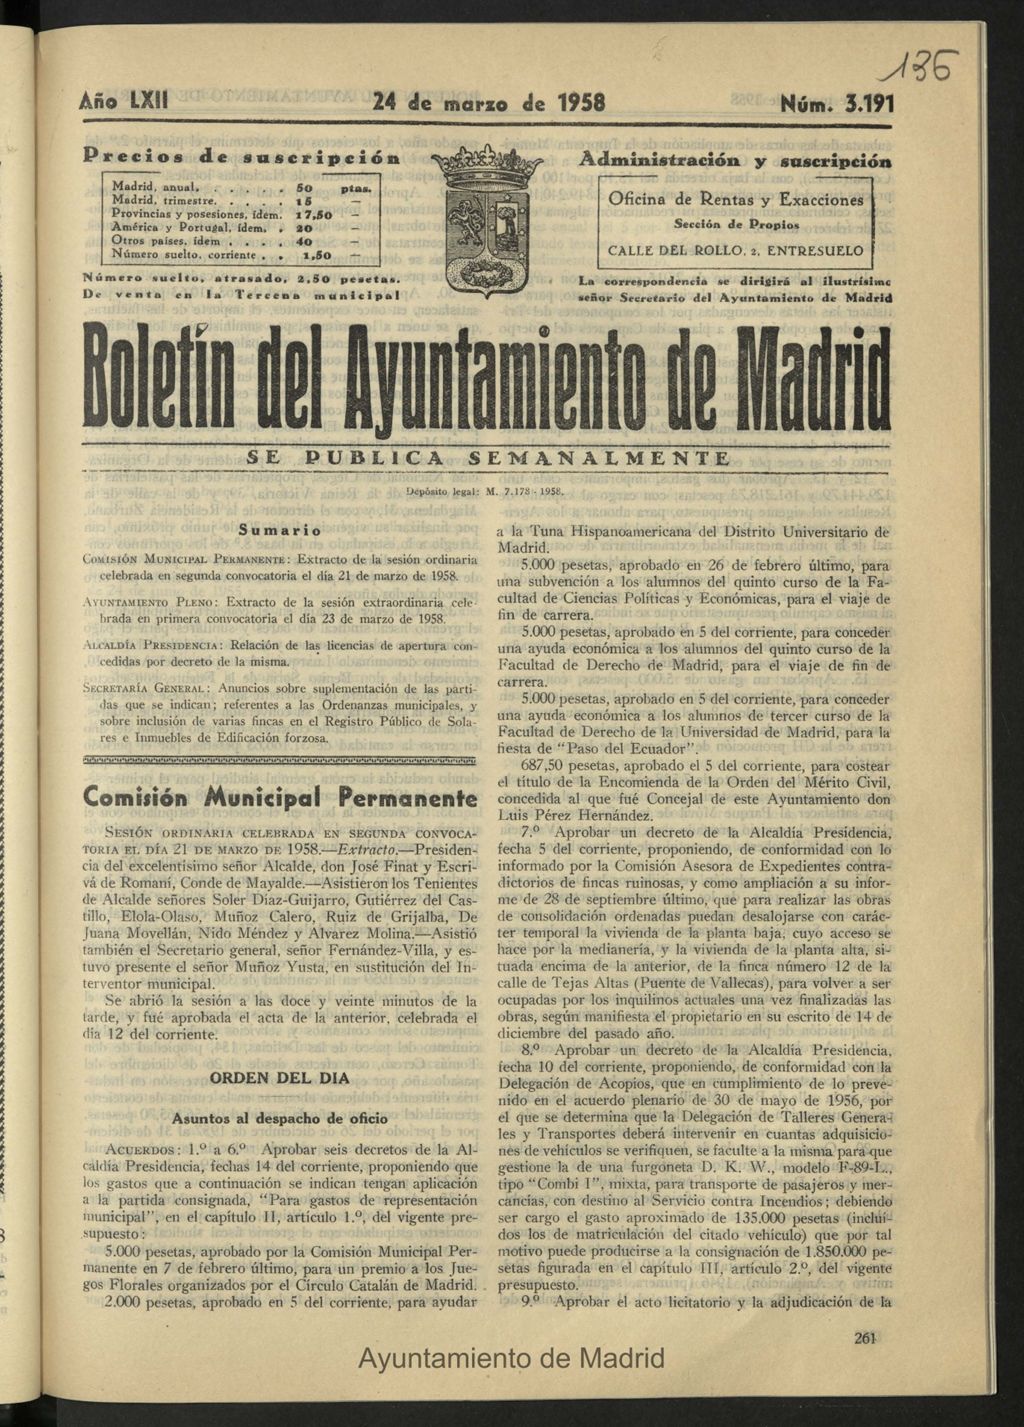 136
Año LXII 24 de marzo de 1958 Núm. 3.191
Precios de suscripción
Madrid, anual. . . . . . 50 ptas.
Madrid, trimestre. . . . . 15 —
Provincias y posesiones, ídem. 17,50 —
América y Portugal, ídem. . 20 —
Otros países, ídem . . . . 40 —
Número suelto, corriente . . 1,50 —
Número suelto, atrasado, 2,50 pesetas.
De venta en la Tercena municipal
Administración y suscripción
Oficina de Rentas y Exacciones
Sección de Propios
CALLE DEL ROLLO, 2, ENTRESUELO
La correspondencia se dirigirá al ilustrísimo
señor Secretario del Ayuntamiento de Madrid
Boletín del Ayuntamiento de Madrid
SE PUBLICA SEMANALMENTE
Depósito legal: M. 7.178 - 1958.
Sumario
COMISIÓN MUNICIPAL PERMANENTE: Extracto de la sesión ordinaria
celebrada en segunda convocatoria el día 21 de marzo de 1958.
AYUNTAMIENTO PLENO: Extracto de la sesión extraordinaria cele-
brada en primera convocatoria el día 23 de marzo de 1958.
ALCALDÍA PRESIDENCIA: Relación de las licencias de apertura con-
cedidas por decreto de la misma.
SECRETARÍA GENERAL: Anuncios sobre suplementación de las parti-
das que se indican; referentes a las Ordenanzas municipales, y
sobre inclusión de varias fincas en el Registro Público de Sola-
res e Inmuebles de Edificación forzosa.
Comisión Municipal Permanente
SESIÓN ORDINARIA CELEBRADA EN SEGUNDA CONVOCA-
TORIA EL DÍA 21 DE MARZO DE 1958.—Extracto.—Presiden-
cia del excelentísimo señor Alcalde, don José Finat y Escri-
vá de Romaní, Conde de Mayalde.—Asistieron los Tenientes
de Alcalde señores Soler Díaz-Guijarro, Gutiérrez del Cas-
tillo, Elola-Olaso, Muñoz Calero, Ruiz de Grijalba, De
Juana Movellán, Nido Méndez y Alvarez Molina.—Asistió
también el Secretario general, señor Fernández-Villa, y es-
tuvo presente el señor Muñoz Yusta, en sustitución del In-
terventor municipal.
Se abrió la sesión a las doce y veinte minutos de la
tarde, y fué aprobada el acta de la anterior, celebrada el
día 12 del corriente.
ORDEN DEL DIA
Asuntos al despacho de oficio
ACUERDOS: 1.º a 6.º Aprobar seis decretos de la Al-
caldía Presidencia, fechas 14 del corriente, proponiendo que
los gastos que a continuación se indican tengan aplicación
a la partida consignada, "Para gastos de representación
municipal", en el capítulo II, artículo 1.º, del vigente pre-
supuesto:
5.000 pesetas, aprobado por la Comisión Municipal Per-
manente en 7 de febrero último, para un premio a los Jue-
gos Florales organizados por el Círculo Catalán de Madrid.
2.000 pesetas, aprobado en 5 del corriente, para ayudar
a la Tuna Hispanoamericana del Distrito Universitario de
Madrid.
5.000 pesetas, aprobado en 26 de febrero último, para
una subvención a los alumnos del quinto curso de la Fa-
cultad de Ciencias Políticas y Económicas, para el viaje de
fin de carrera.
5.000 pesetas, aprobado en 5 del corriente, para conceder
una ayuda económica a los alumnos del quinto curso de la
Facultad de Derecho de Madrid, para el viaje de fin de
carrera.
5.000 pesetas, aprobado en 5 del corriente, para conceder
una ayuda económica a los alumnos de tercer curso de la
Facultad de Derecho de la Universidad de Madrid, para la
fiesta de "Paso del Ecuador".
687,50 pesetas, aprobado el 5 del corriente, para costear
el título de la Encomienda de la Orden del Mérito Civil,
concedida al que fué Concejal de este Ayuntamiento don
Luis Pérez Hernández.
7.º Aprobar un decreto de la Alcaldía Presidencia,
fecha 5 del corriente, proponiendo, de conformidad con lo
informado por la Comisión Asesora de Expedientes contra-
dictorios de fincas ruinosas, y como ampliación a su infor-
me de 28 de septiembre último, que para realizar las obras
de consolidación ordenadas puedan desalojarse con carác-
ter temporal la vivienda de la planta baja, cuyo acceso se
hace por la medianería, y la vivienda de la planta alta, si-
tuada encima de la anterior, de la finca número 12 de la
calle de Tejas Altas (Puente de Vallecas), para volver a ser
ocupadas por los inquilinos actuales una vez finalizadas las
obras, según manifiesta el propietario en su escrito de 14 de
diciembre del pasado año.
8.º Aprobar un decreto de la Alcaldía Presidencia,
fecha 10 del corriente, proponiendo, de conformidad con la
Delegación de Acopios, que en cumplimiento de lo preve-
nido en el acuerdo plenario de 30 de mayo de 1956, por
el que se determina que la Delegación de Talleres Genera-
les y Transportes deberá intervenir en cuantas adquisicio-
nes de vehículos se verifiquen, se faculte a la misma para que
gestione la de una furgoneta D. K. W., modelo F-89-L.,
tipo "Combi I", mixta, para transporte de pasajeros y mer-
cancías, con destino al Servicio contra Incendios; debiendo
ser cargo el gasto aproximado de 135.000 pesetas (incluí-
dos los de matriculación del citado vehículo) que por tal
motivo puede producirse a la consignación de 1.850.000 pe-
setas figurada en el capítulo III, artículo 2.º, del vigente
presupuesto.
9.º Aprobar el acto licitatorio y la adjudicación de la
261
Ayuntamiento de Madrid